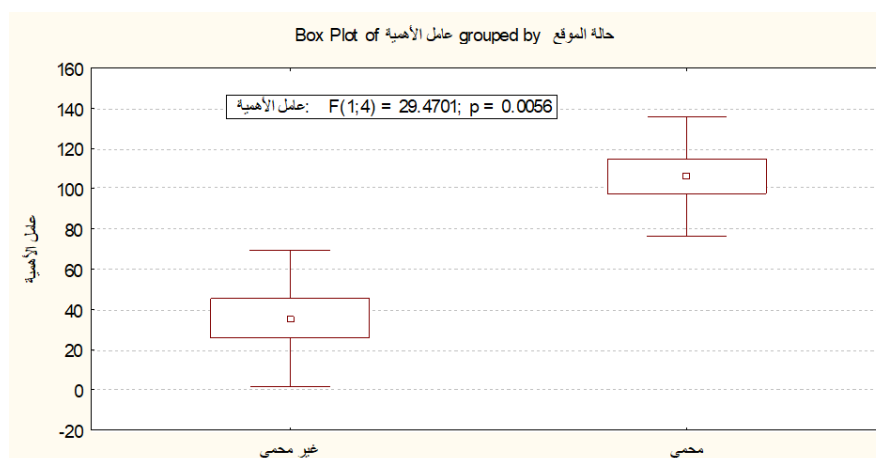 Box Plot of عامل الأهمية grouped by حالة الموقع
عامل الأهمية: F(1;4) = 29.4701; p = 0.0056
عامل الأهمية
160
140
120
100
80
60
40
20
0
-20
غير محمي
محمي